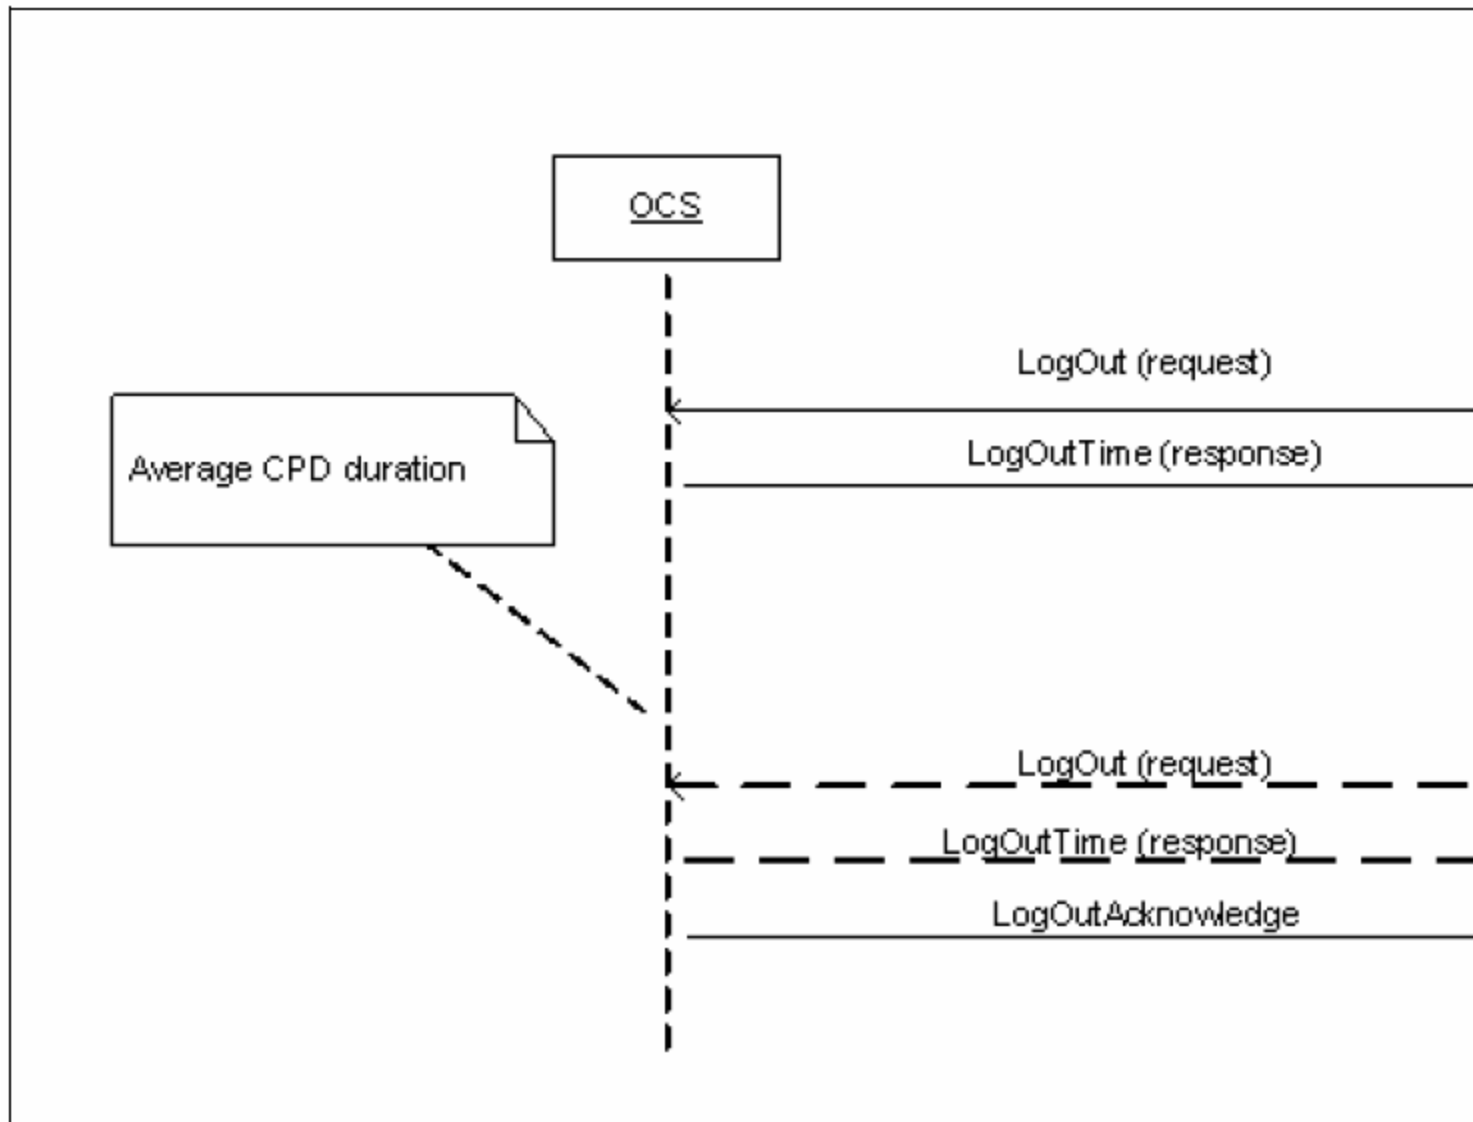 OCS
LogOut (request)
Average CPD duration
LogOutTime (response)
LogOut (request)
LogOutTime (response)
LogOutAcknowledge